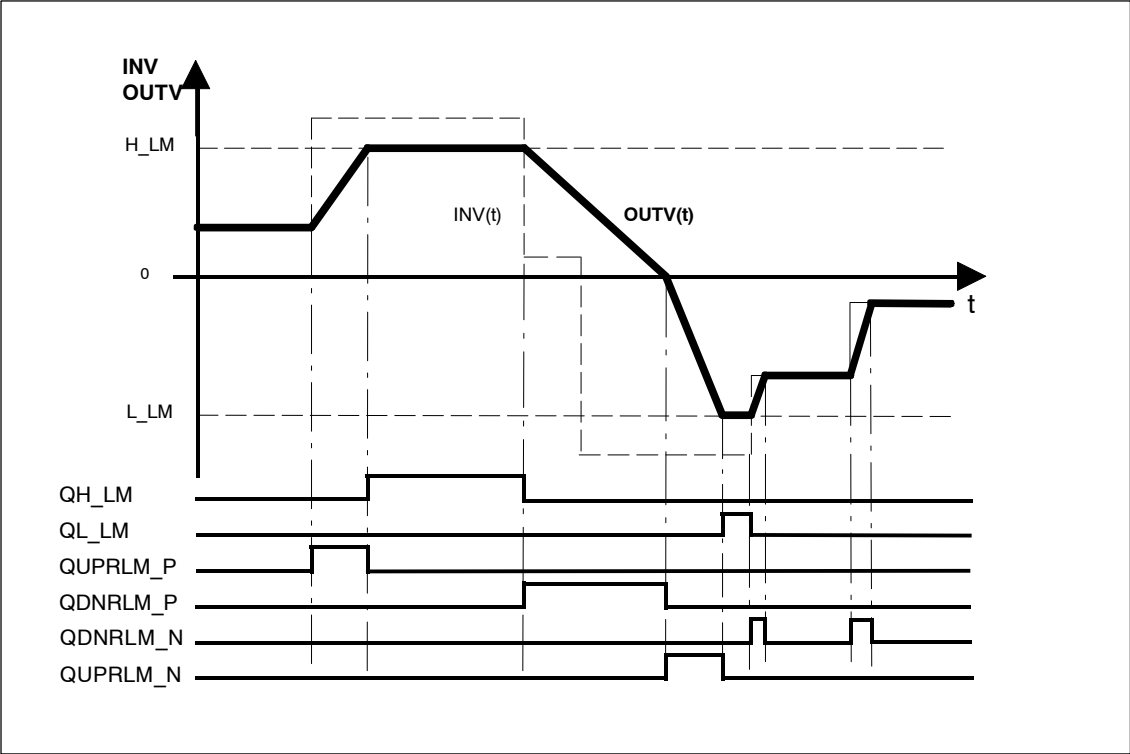 INV
OUTV
H_LM
INV(t)
OUTV(t)
0
t
L_LM
QH_LM
QL_LM
QUPRLM_P
QDNRLM_P
QDNRLM_N
QUPRLM_N